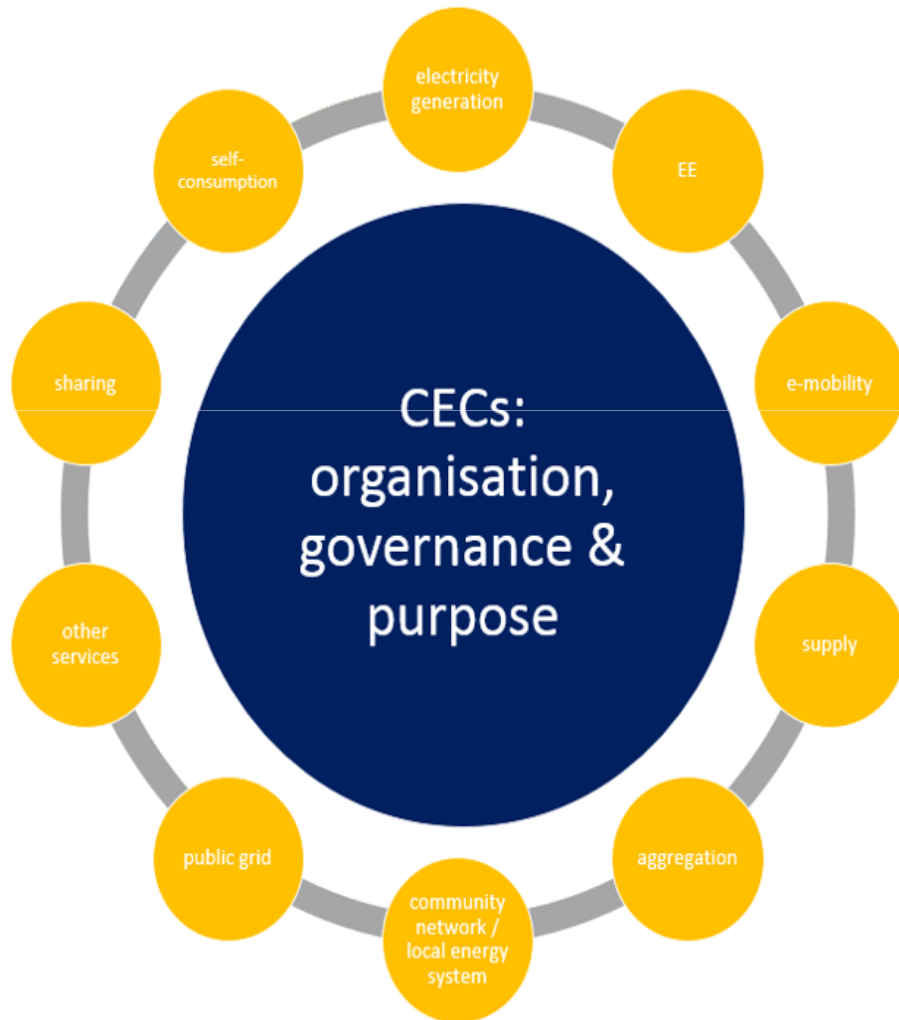 electricity
generation
EE
e-mobility
supply
aggregation
community
network /
local energy
system
public grid
other
services
sharing
self-
consumption
CECs:
organisation,
governance &
purpose